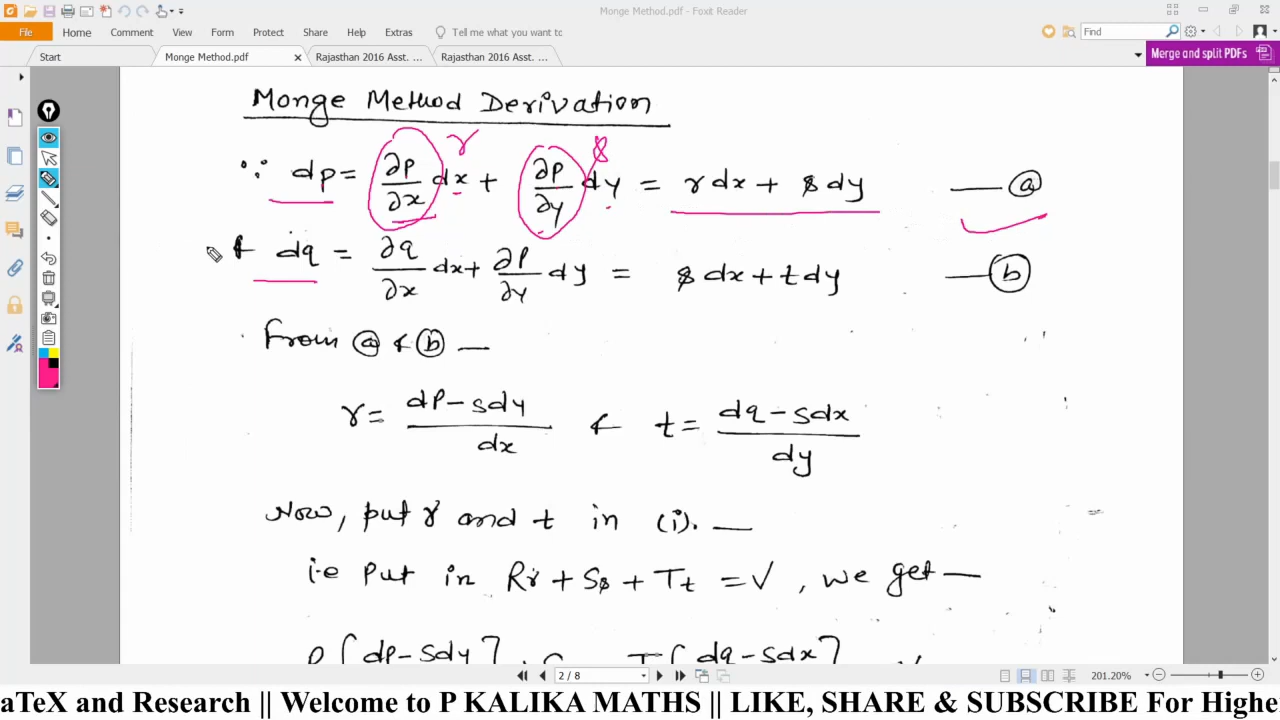 Monge Method.pdf - Foxit Reader
File Home Comment View Form Protect Share Help Extras Tell me what you want to Find
Start Monge Method.pdf Rajasthan 2016 Asst. ... Rajasthan 2016 Asst. ... Merge and split PDFs
Monge Method Derivation
∵ dp = ∂p/∂x dx + ∂p/∂y dy = r dx + s dy — (a)
r s
& dq = ∂q/∂x dx + ∂p/∂y dy = s dx + t dy — (b)
From (a) & (b) —
r = (dp - sdy)/dx & t = (dq - sdx)/dy
Now, put r and t in (i). —
i.e put in Rr + Ss + Tt = V, we get —
2 / 8 201.20%
aTeX and Research || Welcome to P KALIKA MATHS || LIKE, SHARE & SUBSCRIBE For Highe